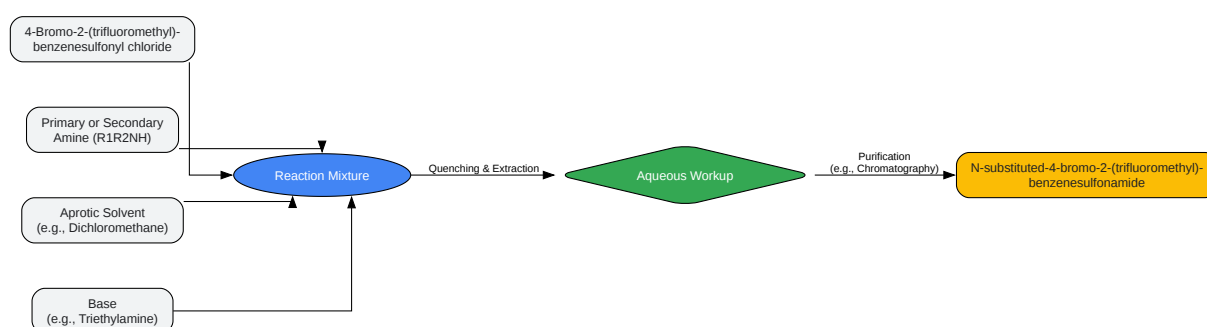 4-Bromo-2-(trifluoromethyl)-
benzenesulfonyl chloride
Primary or Secondary
Amine (R1R2NH)
Aprotic Solvent
(e.g., Dichloromethane)
Base
(e.g., Triethylamine)
Reaction Mixture
Quenching & Extraction
Aqueous Workup
Purification
(e.g., Chromatography)
N-substituted-4-bromo-2-(trifluoromethyl)-
benzenesulfonamide